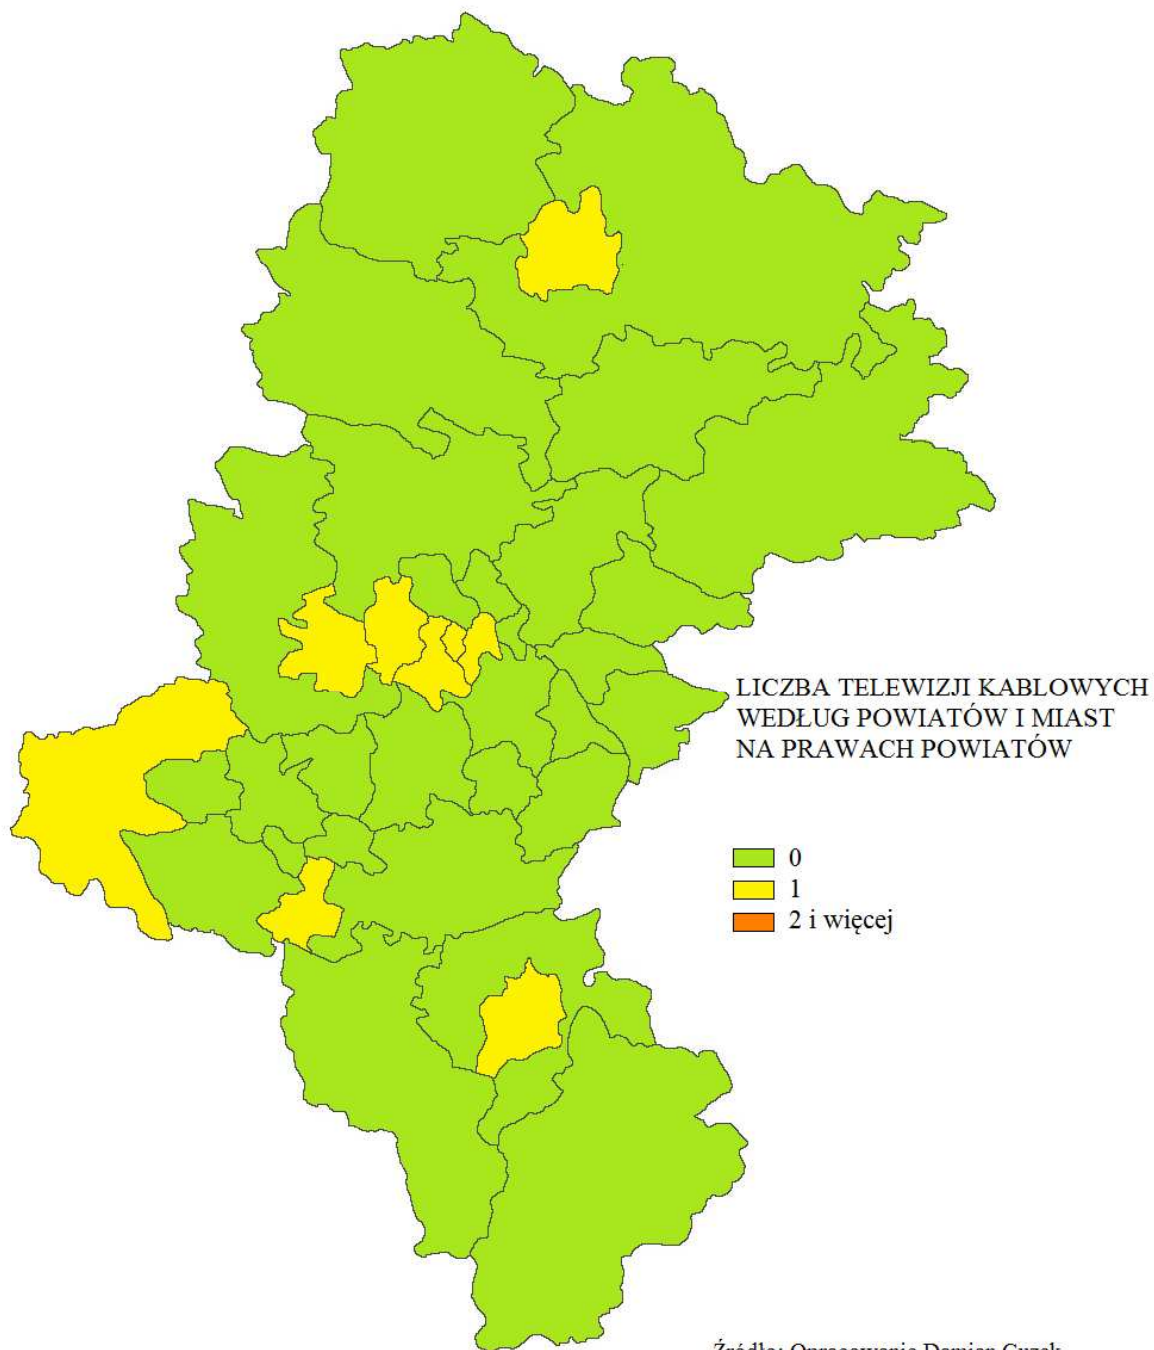 LICZBA TELEWIZJI KABLOWYCH
WEDŁUG POWIATÓW I MIAST
NA PRAWACH POWIATÓW
0
1
2 i więcej
Źródło: Opracowanie Damian Guzek